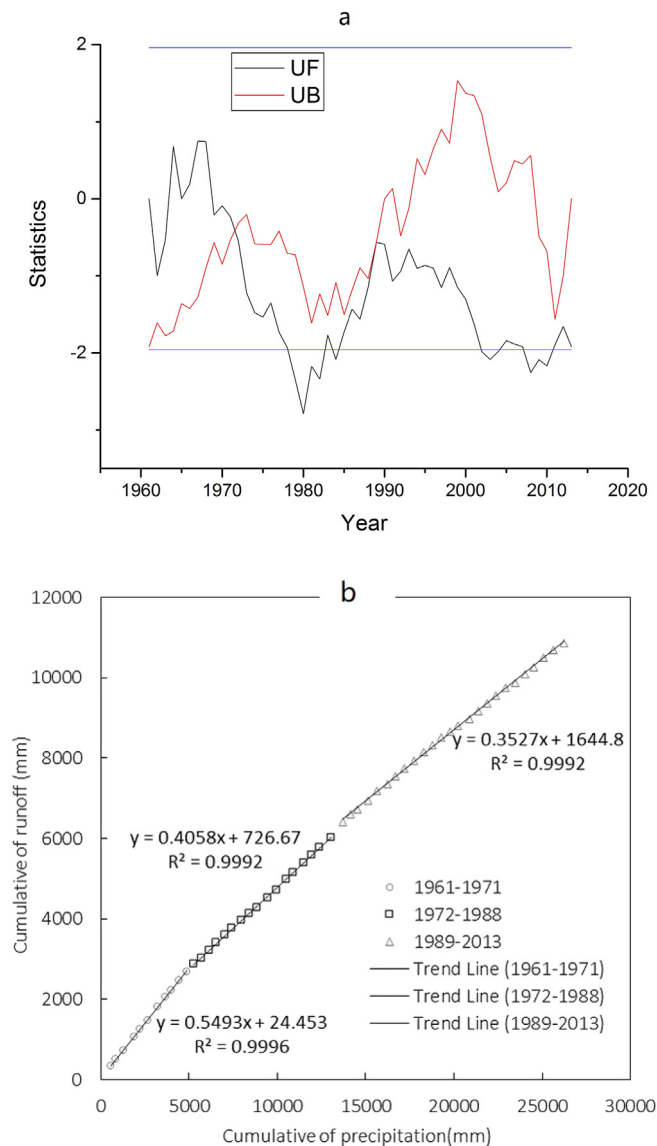 a
2
UF
UB
0
Statistics
-2
1960 1970 1980 1990 2000 2010 2020
Year
b
12000
10000
y = 0.3527x + 1644.8
R² = 0.9992
8000
y = 0.4058x + 726.67
R² = 0.9992
6000
Cumulative of runoff (mm)
1961-1971
1972-1988
4000
1989-2013
Trend Line (1961-1971)
Trend Line (1972-1988)
2000
y = 0.5493x + 24.453
Trend Line (1989-2013)
R² = 0.9996
0
0 5000 10000 15000 20000 25000 30000
Cumulative of precipitation(mm)